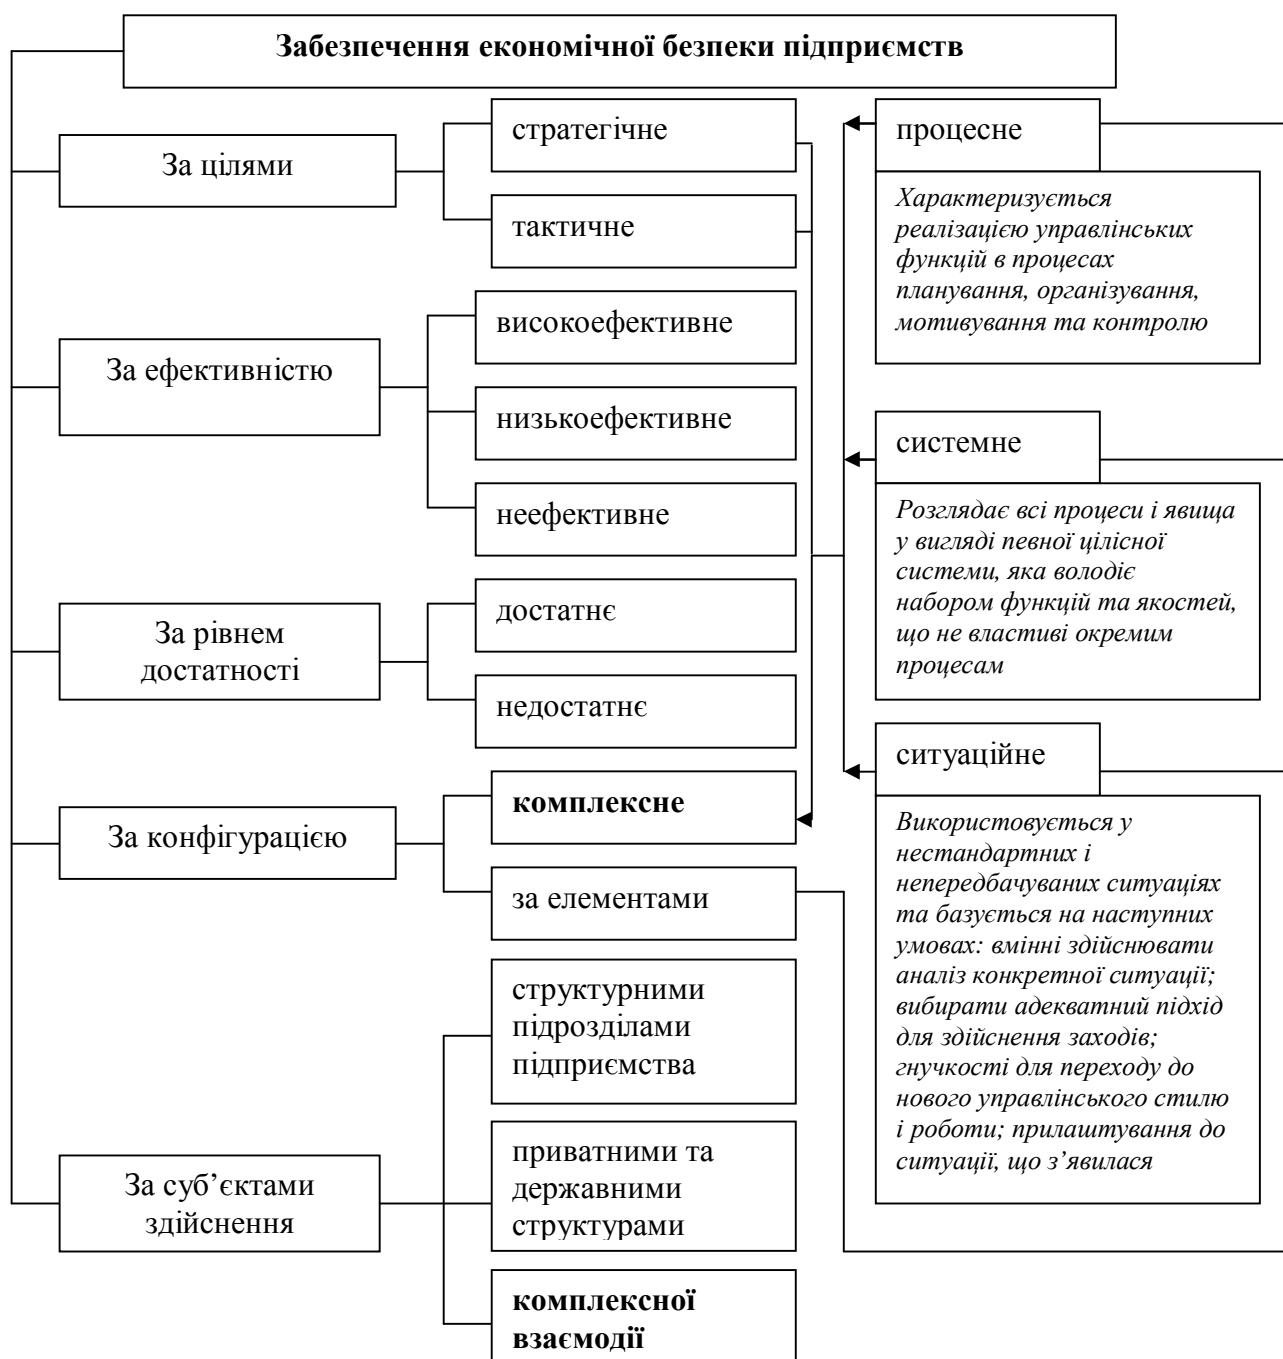 Забезпечення економічної безпеки підприємств
За цілями
стратегічне
тактичне
За ефективністю
високоефективне
низькоефективне
неефективне
За рівнем
достатності
достатнє
недостатнє
За конфігурацією
комплексне
за елементами
За суб’єктами
здійснення
структурними
підрозділами
підприємства
приватними та
державними
структурами
комплексної
взаємодії
процесне
Характеризується
реалізацією управлінських
функцій в процесах
планування, організування,
мотивування та контролю
системне
Розглядає всі процеси і явища
у вигляді певної цілісної
системи, яка володіє
набором функцій та якостей,
що не властиві окремим
процесам
ситуаційне
Використовується у
нестандартних і
непередбачуваних ситуаціях
та базується на наступних
умовах: вмінні здійснювати
аналіз конкретної ситуації;
вибирати адекватний підхід
для здійснення заходів;
гнучкості для переходу до
нового управлінського стилю
і роботи; прилаштування до
ситуації, що з’явилася